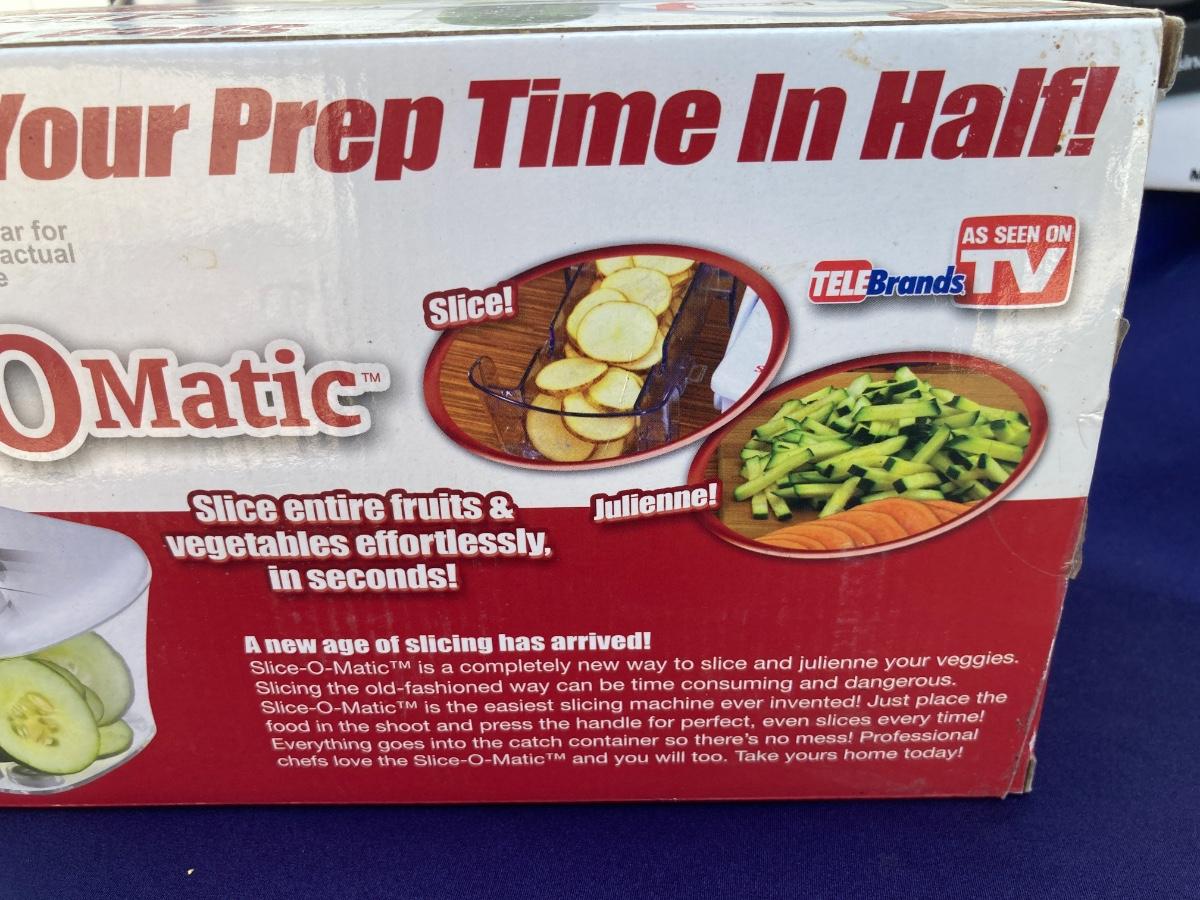 Your Prep Time In Half!
ar for
actual
e
AS SEEN ON
TV
TELEBrands
Slice!
OMatic™
Julienne!
Slice entire fruits &
vegetables effortlessly,
in seconds!
A new age of slicing has arrived!
Slice-O-Matic™ is a completely new way to slice and julienne your veggies.
Slicing the old-fashioned way can be time consuming and dangerous.
Slice-O-Matic™ is the easiest slicing machine ever invented! Just place the
food in the shoot and press the handle for perfect, even slices every time!
Everything goes into the catch container so there's no mess! Professional
chefs love the Slice-O-Matic™ and you will too. Take yours home today!